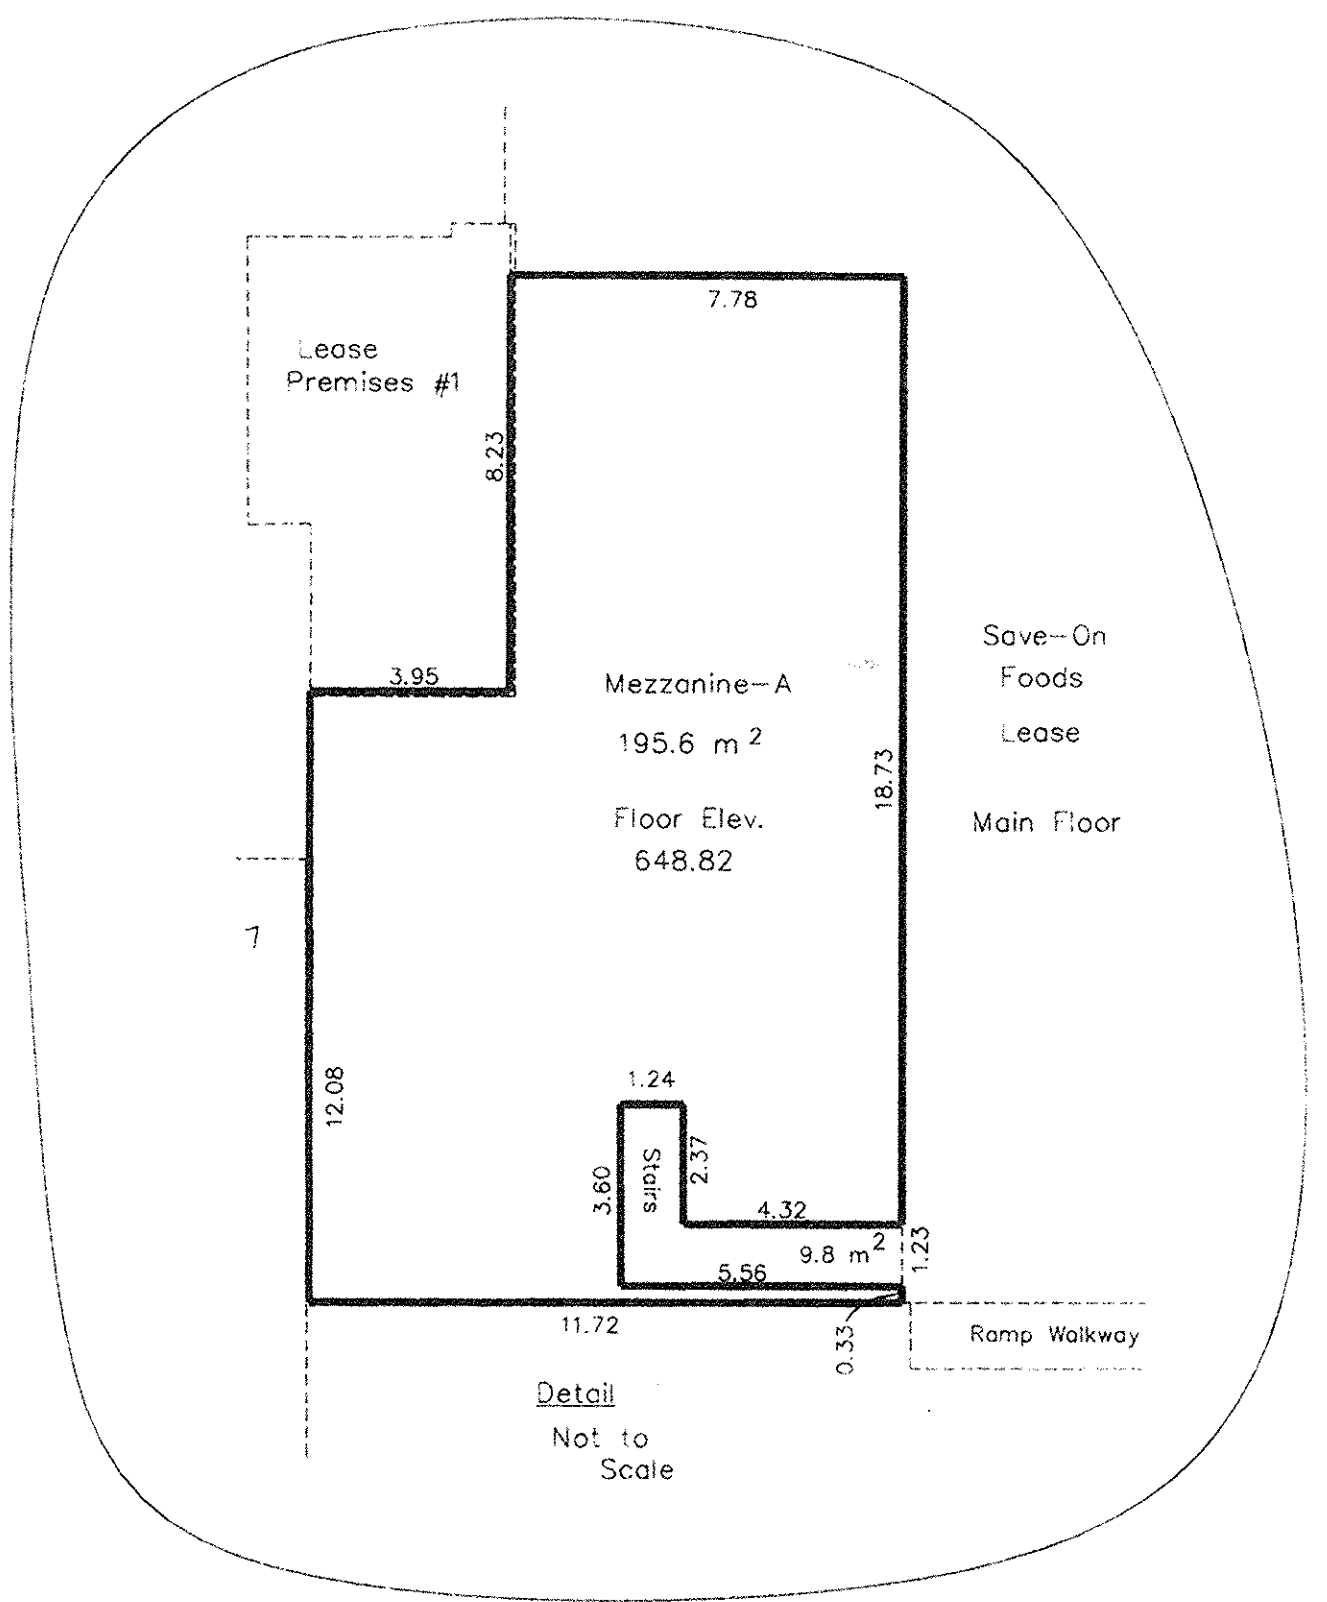 7.78
Lease
Premises #1
8.23
3.95
Mezzanine-A
195.6 m²
Floor Elev.
648.82
18.73
Save-On
Foods
Lease
Main Floor
7
12.08
1.24
Stairs
2.37
3.60
4.32
9.8 m²
1.23
5.56
11.72
0.33
Ramp Walkway
Detail
Not to
Scale